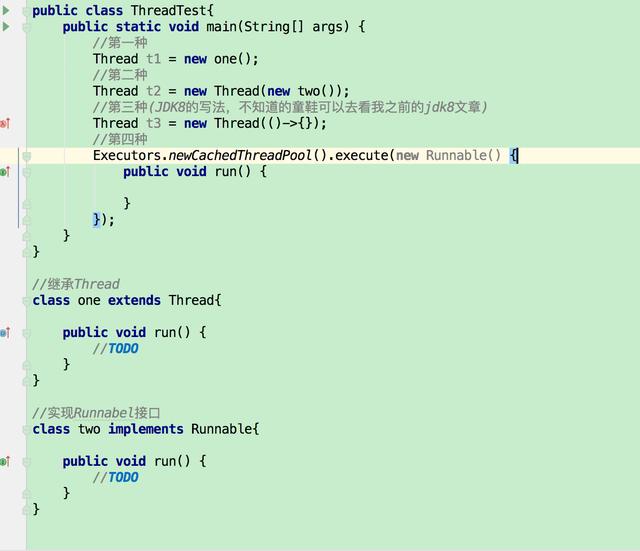 public class ThreadTest{
public static void main(String[] args) {
//第一种
Thread t1 = new one();
//第二种
Thread t2 = new Thread(new two());
//第三种(JDK8的写法，不知道的童鞋可以去看我之前的jdk8文章)
Thread t3 = new Thread(()->{});
//第四种
Executors.newCachedThreadPool().execute(new Runnable() {
public void run() {
}
});
}
}
//继承Thread
class one extends Thread{
public void run() {
//TODO
}
}
//实现Runnabel接口
class two implements Runnable{
public void run() {
//TODO
}
}